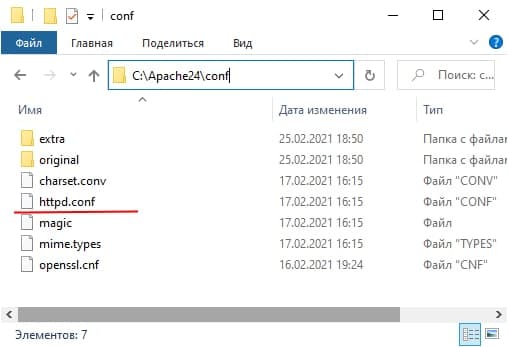 conf
Файл Главная Поделиться Вид
C:\Apache24\conf Поиск: с
Имя Дата изменения Тип
extra 25.02.2021 18:50 Папка с файлам
original 25.02.2021 18:50 Папка с файлам
charset.conv 17.02.2021 16:15 Файл "CONV"
httpd.conf 17.02.2021 16:15 Файл "CONF"
magic 17.02.2021 16:15 Файл
mime.types 17.02.2021 16:15 Файл "TYPES"
openssl.cnf 16.02.2021 19:24 Файл "CNF"
Элементов: 7